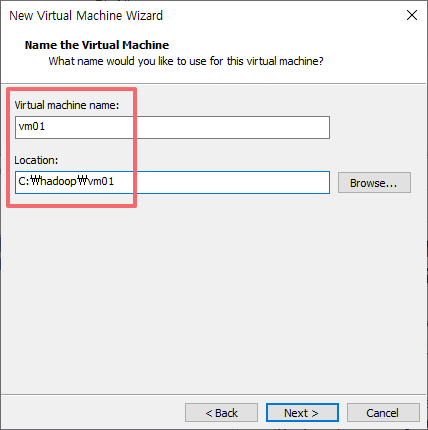 New Virtual Machine Wizard
Name the Virtual Machine
What name would you like to use for this virtual machine?
Virtual machine name:
vm01
Location:
C:₩hadoop₩vm01
Browse...
< Back
Next >
Cancel